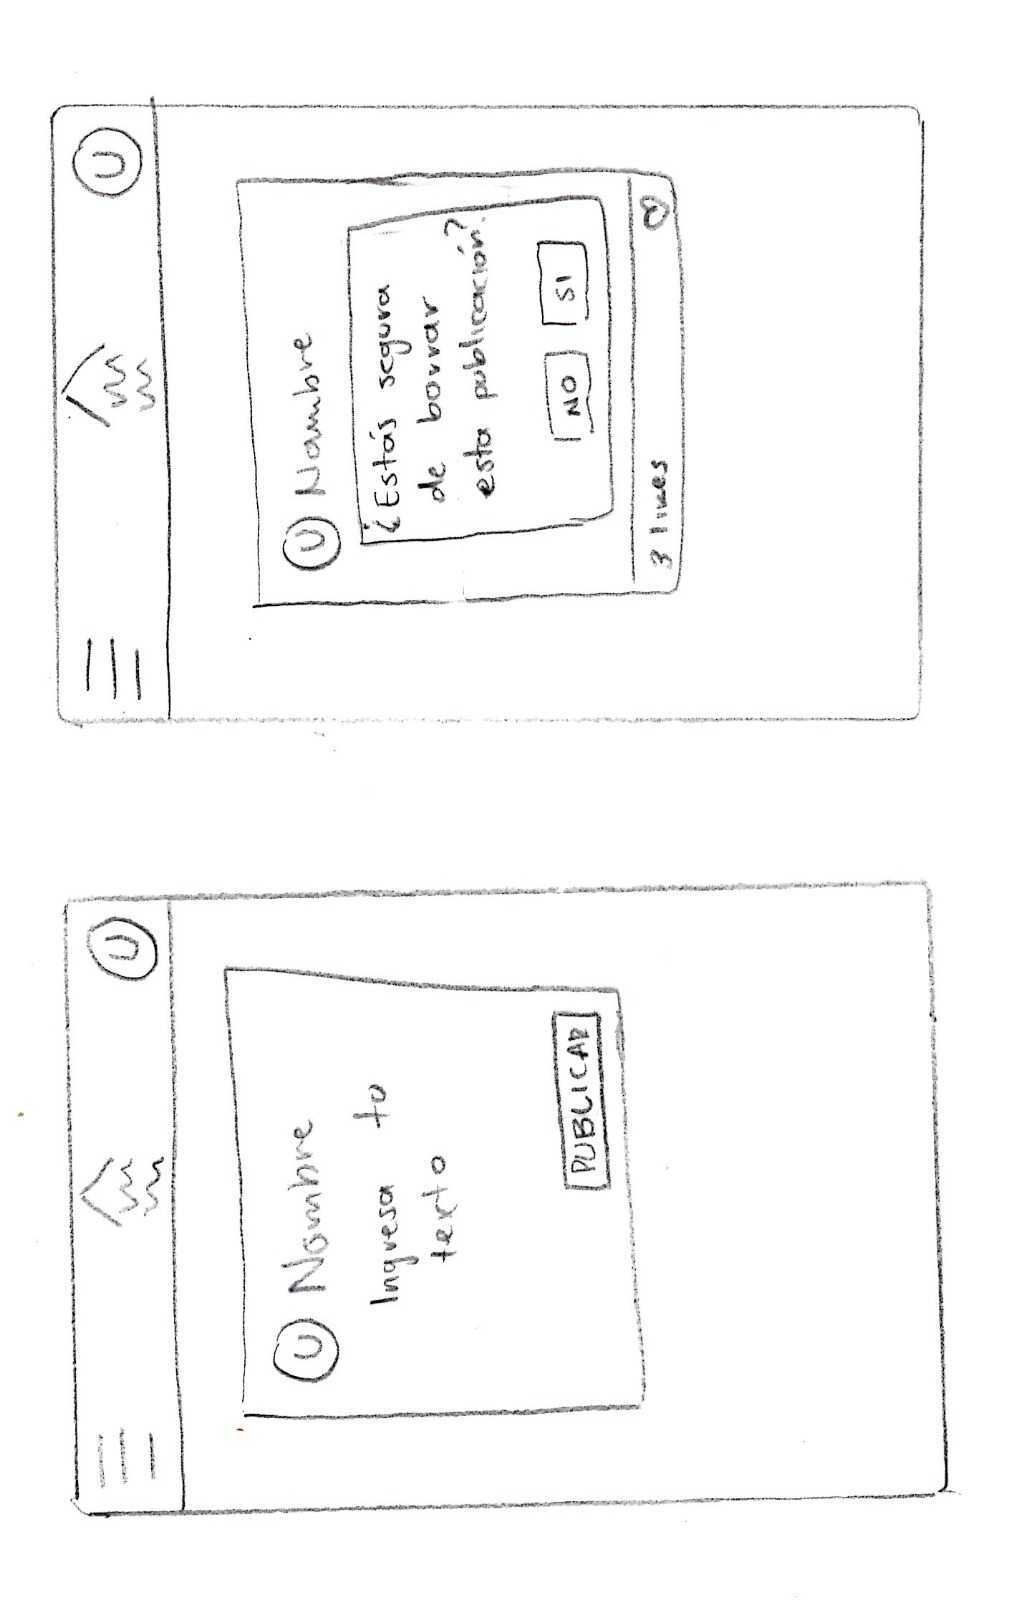 U
U Nombre
Ingresa tu
texto
PUBLICAR
U
U Nombre
¿Estás segura
de borrar
esta publicación?
NO SI
3 likes